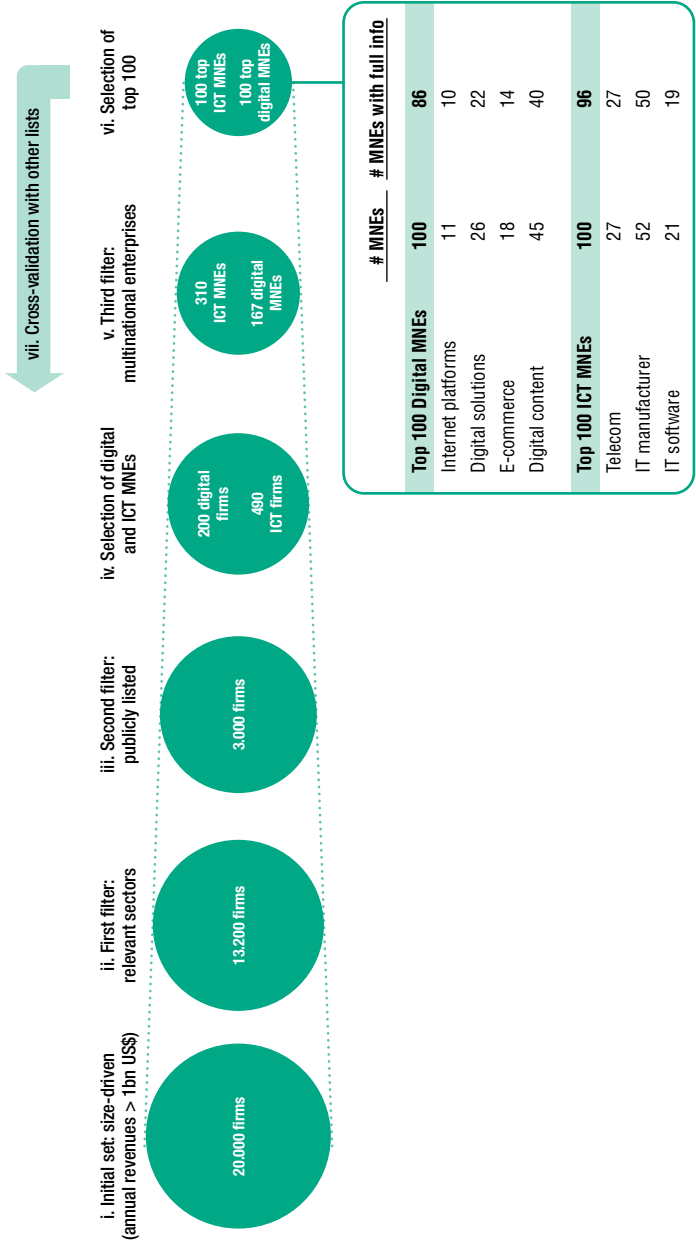 vii. Cross-validation with other lists
i. Initial set: size-driven
(annual revenues > 1bn US$)
20.000 firms
ii. First filter:
relevant sectors
13.200 firms
iii. Second filter:
publicly listed
3.000 firms
iv. Selection of digital
and ICT MNEs
200 digital
firms
490
ICT firms
v. Third filter:
multinational enterprises
310
ICT MNEs
167 digital
MNEs
vi. Selection of
top 100
100 top
ICT MNEs
100 top
digital MNEs
# MNEs # MNEs with full info
Top 100 Digital MNEs 100 86
Internet platforms 11 10
Digital solutions 26 22
E-commerce 18 14
Digital content 45 40
Top 100 ICT MNEs 100 96
Telecom 27 27
IT manufacturer 52 50
IT software 21 19